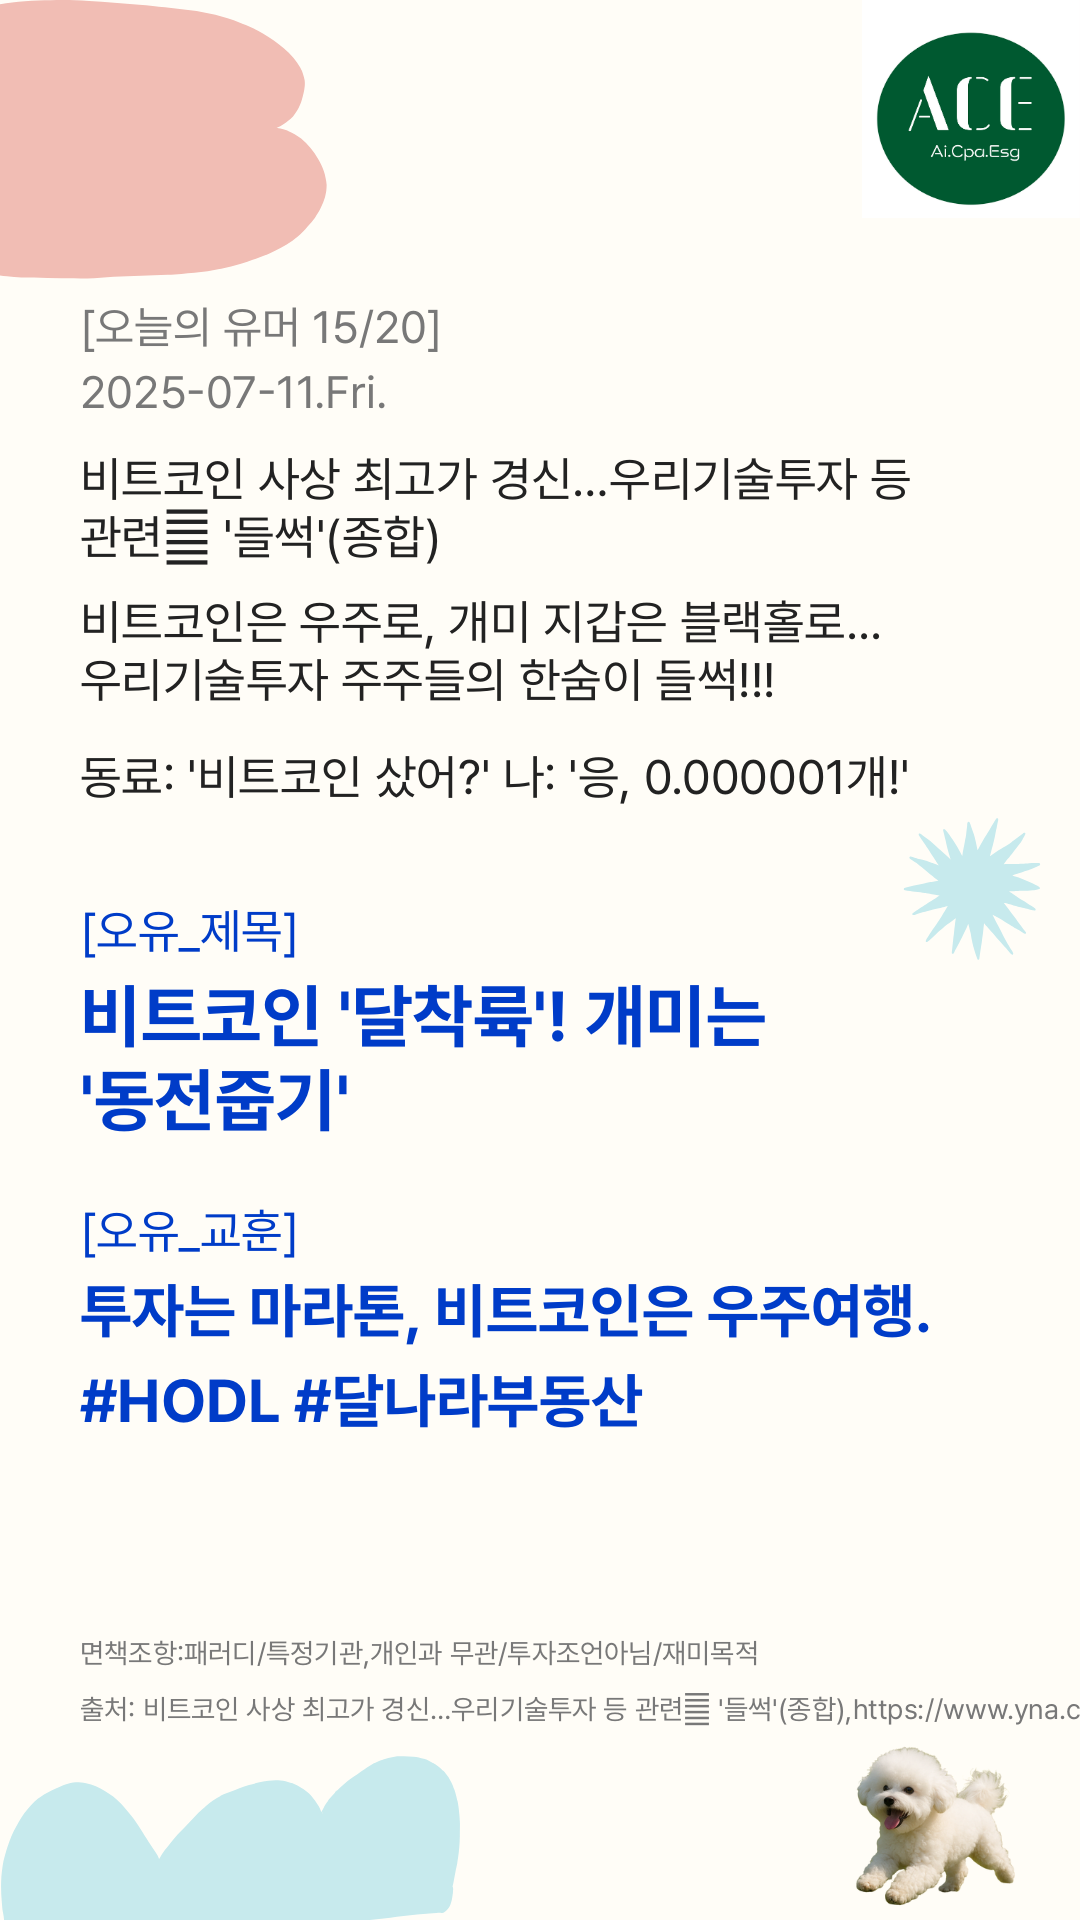 ACE
Ai.Cpa.Esg
[오늘의 유머 15/20]
2025-07-11.Fri.
비트코인 사상 최고가 경신…우리기술투자 등
관련 '들썩'(종합)
비트코인은 우주로, 개미 지갑은 블랙홀로…
우리기술투자 주주들의 한숨이 들썩!!!
동료: '비트코인 샀어?' 나: '응, 0.000001개!'
[오유_제목]
비트코인 '달착륙'! 개미는
'동전줍기'
[오유_교훈]
투자는 마라톤, 비트코인은 우주여행.
#HODL #달나라부동산
면책조항:패러디/특정기관,개인과 무관/투자조언아님/재미목적
출처: 비트코인 사상 최고가 경신…우리기술투자 등 관련 '들썩'(종합),https://www.yna.c